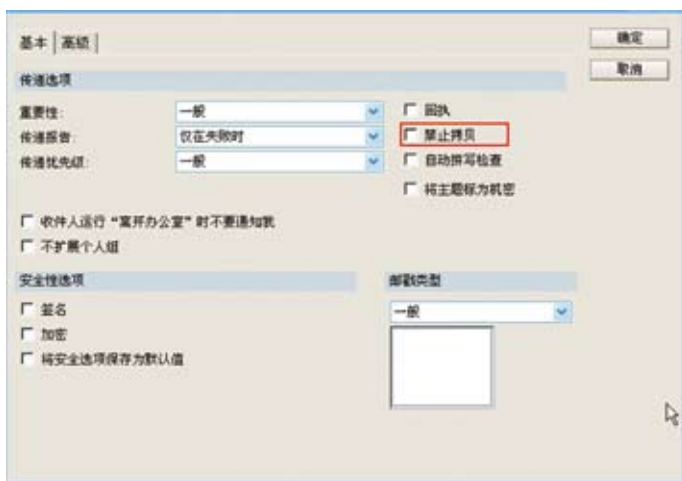 基本 高级
确定
取消
传递选项
重要性: 一般
传递报告: 仅在失败时
传递优先级: 一般
回执
禁止拷贝
自动拼写检查
将主题标为机密
收件人运行“离开办公室”时不要通知我
不扩展个人组
安全性选项
签名
加密
将安全选项保存为默认值
邮戳类型
一般